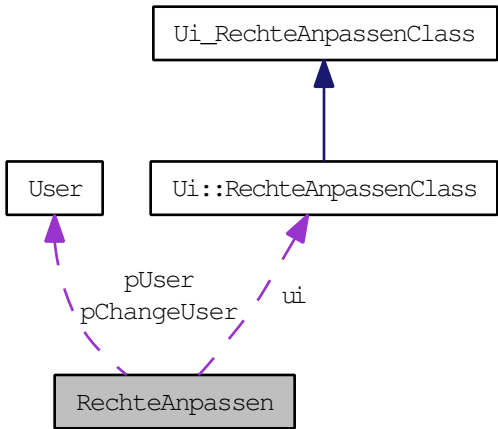 Ui_RechteAnpassenClass
User
Ui::RechteAnpassenClass
pUser
pChangeUser
ui
RechteAnpassen